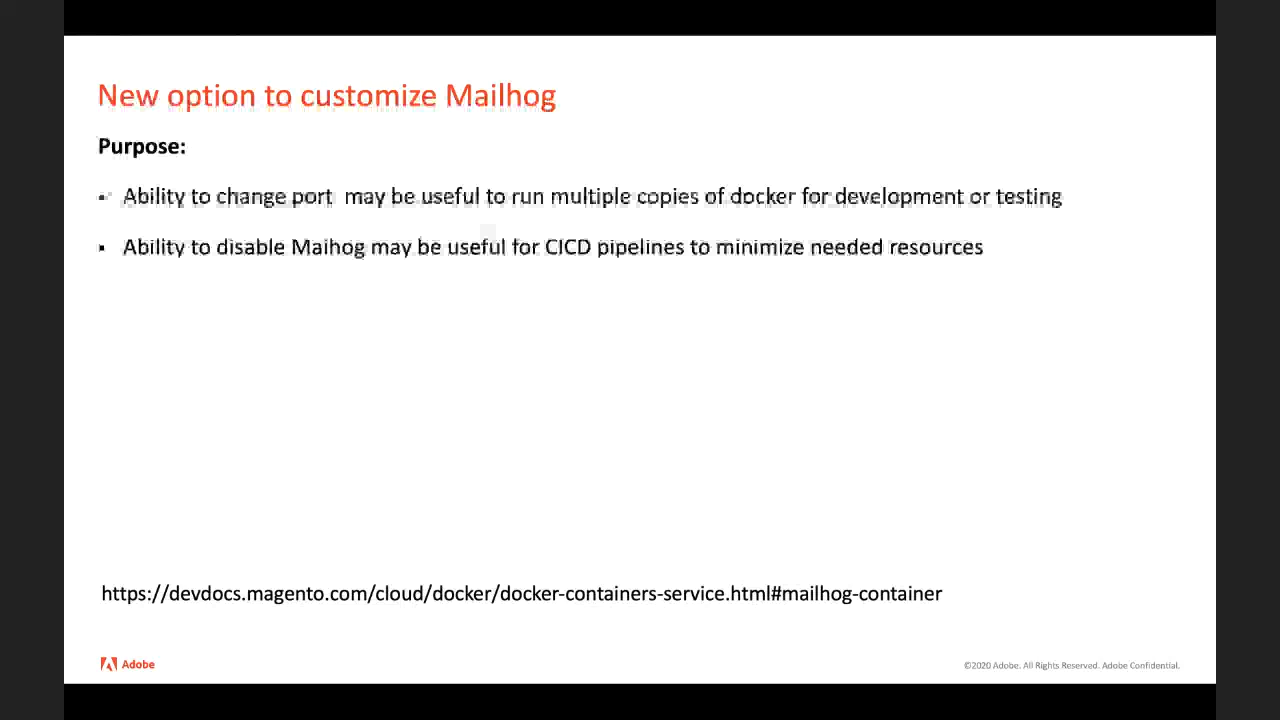 New option to customize Mailhog
Purpose:
▪ Ability to change port  may be useful to run multiple copies of docker for development or testing
▪ Ability to disable Maihog may be useful for CICD pipelines to minimize needed resources
https://devdocs.magento.com/cloud/docker/docker-containers-service.html#mailhog-container
Adobe
©2020 Adobe. All Rights Reserved. Adobe Confidential.